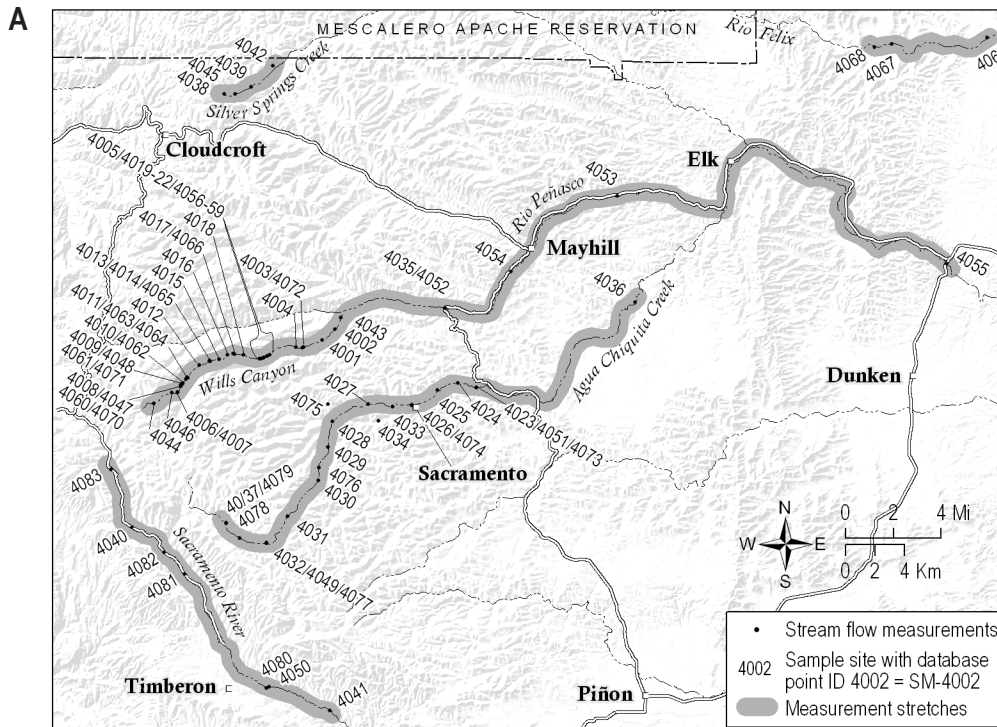 A
MESCALERO APACHE RESERVATION
Rio Felix
4042
4039
4045
4038
Silver Springs Creek
4068
4067
406
Cloudcroft
4005/4019-22/4056-59
4018
4017/4066
4016
4015
4013/4014/4065
4012
4011/4063/4064
4010/4062
4009/4048
4061/4071
4008/4047
4060/4070
4003/4072
4004
4035/4052
Elk
4053
Rio Peñasco
Mayhill
4054
4055
4036
Agua Chiquita Creek
4043
4002
4001
Wills Canyon
4006/4007
4046
4044
4027
4075
4025
4024
4023/4051/4073
4033
4026/4074
4034
4028
4029
4076
4030
Sacramento
Dunken
4083
40/37/4079
4078
4031
4032/4049/4077
4040
4082
4081
Sacramento River
4080
4050
4041
Timberon
Piñon
N
W E
S
0 2 4 Mi
0 2 4 Km
Stream flow measurements
4002 Sample site with database
point ID 4002 = SM-4002
Measurement stretches